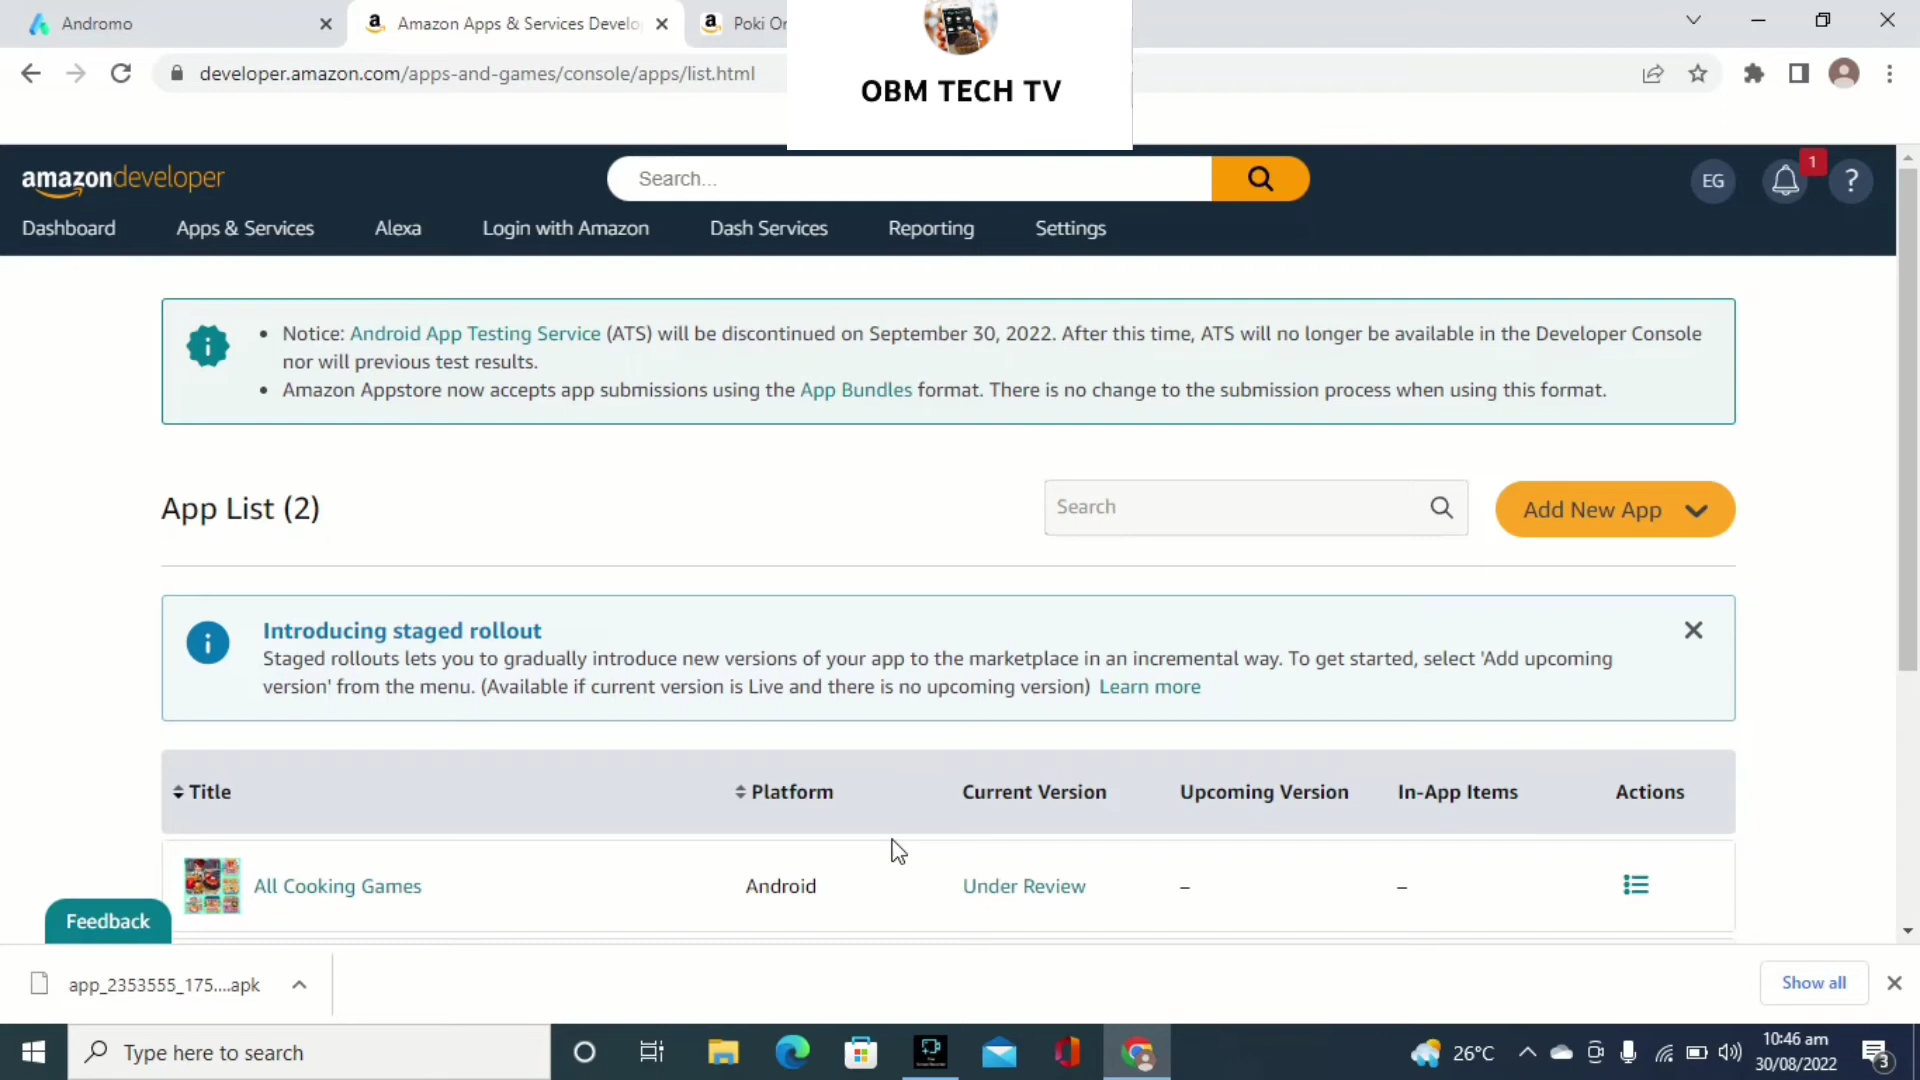 Andromo
Amazon Apps & Services Develo
Poki Or
developer.amazon.com/apps-and-games/console/apps/list.html
OBM TECH TV
amazondeveloper
Search...
EG
1
?
Dashboard
Apps & Services
Alexa
Login with Amazon
Dash Services
Reporting
Settings
Notice: Android App Testing Service (ATS) will be discontinued on September 30, 2022. After this time, ATS will no longer be available in the Developer Console
nor will previous test results.
Amazon Appstore now accepts app submissions using the App Bundles format. There is no change to the submission process when using this format.
App List (2)
Search
Add New App
Introducing staged rollout
Staged rollouts lets you to gradually introduce new versions of your app to the marketplace in an incremental way. To get started, select 'Add upcoming
version' from the menu. (Available if current version is Live and there is no upcoming version) Learn more
Title
Platform
Current Version
Upcoming Version
In-App Items
Actions
All Cooking Games
Android
Under Review
–
–
Feedback
app_2353555_175....apk
Show all
Type here to search
26°C
10:46 am
30/08/2022
3